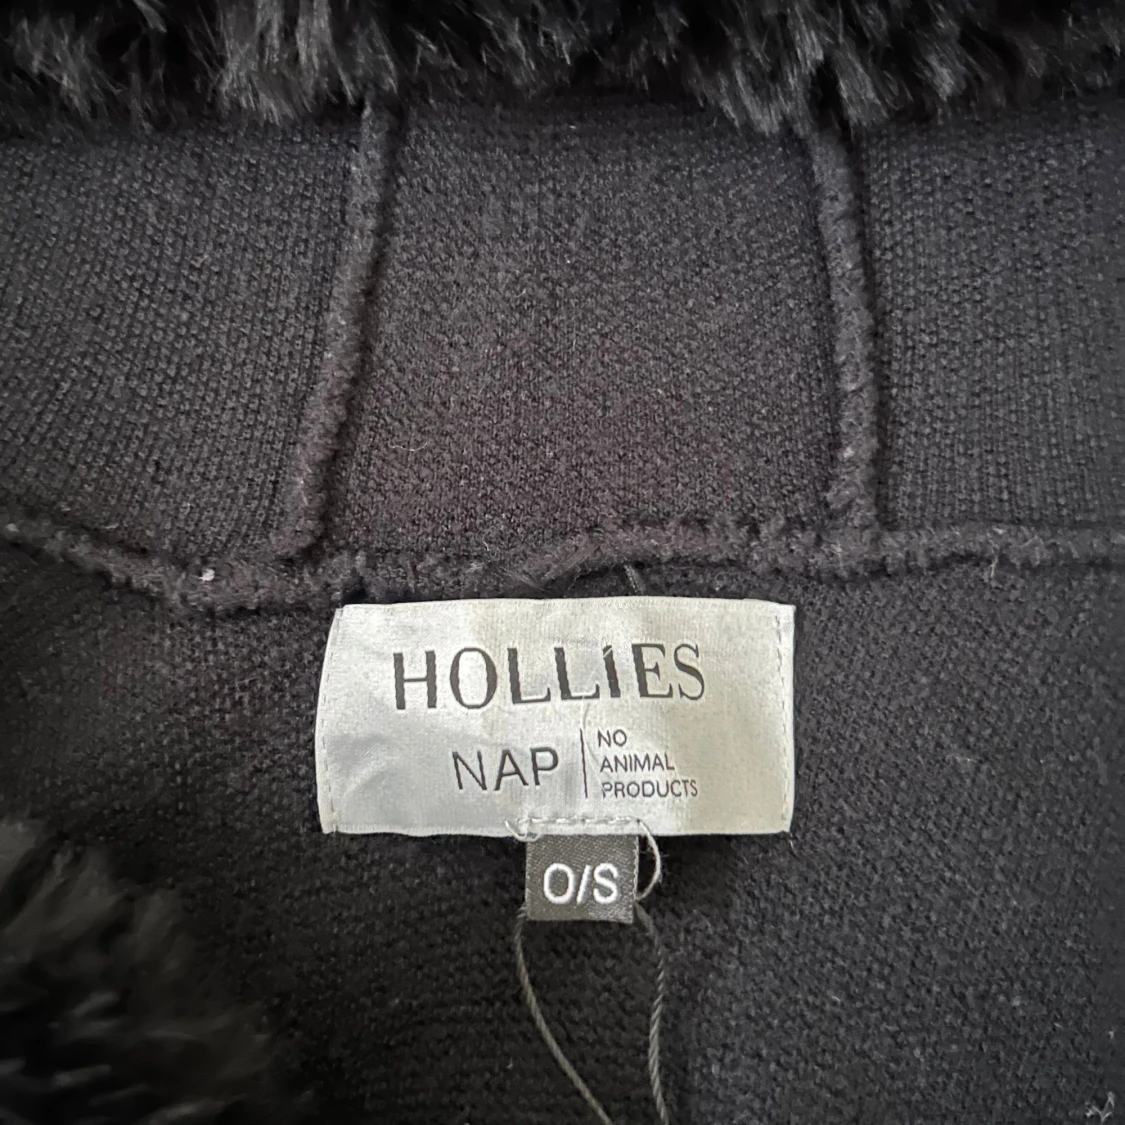 HOLLIES
NAP
NO
ANIMAL
PRODUCTS
O/S